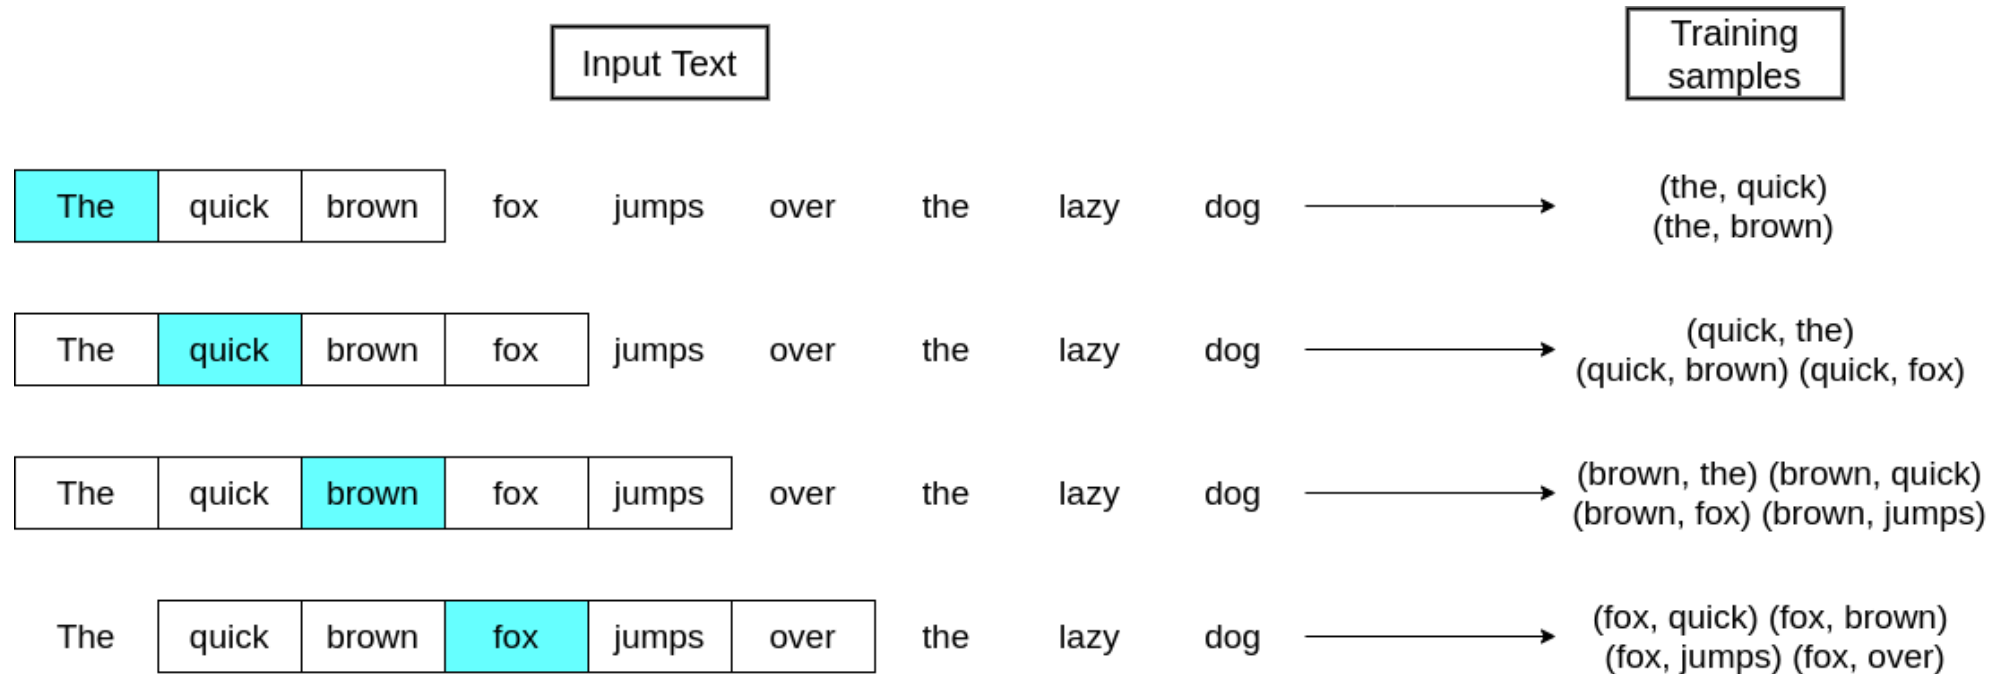 Input Text
Training
samples
The quick brown fox jumps over the lazy dog
(the, quick)
(the, brown)
The quick brown fox jumps over the lazy dog
(quick, the)
(quick, brown) (quick, fox)
The quick brown fox jumps over the lazy dog
(brown, the) (brown, quick)
(brown, fox) (brown, jumps)
The quick brown fox jumps over the lazy dog
(fox, quick) (fox, brown)
(fox, jumps) (fox, over)